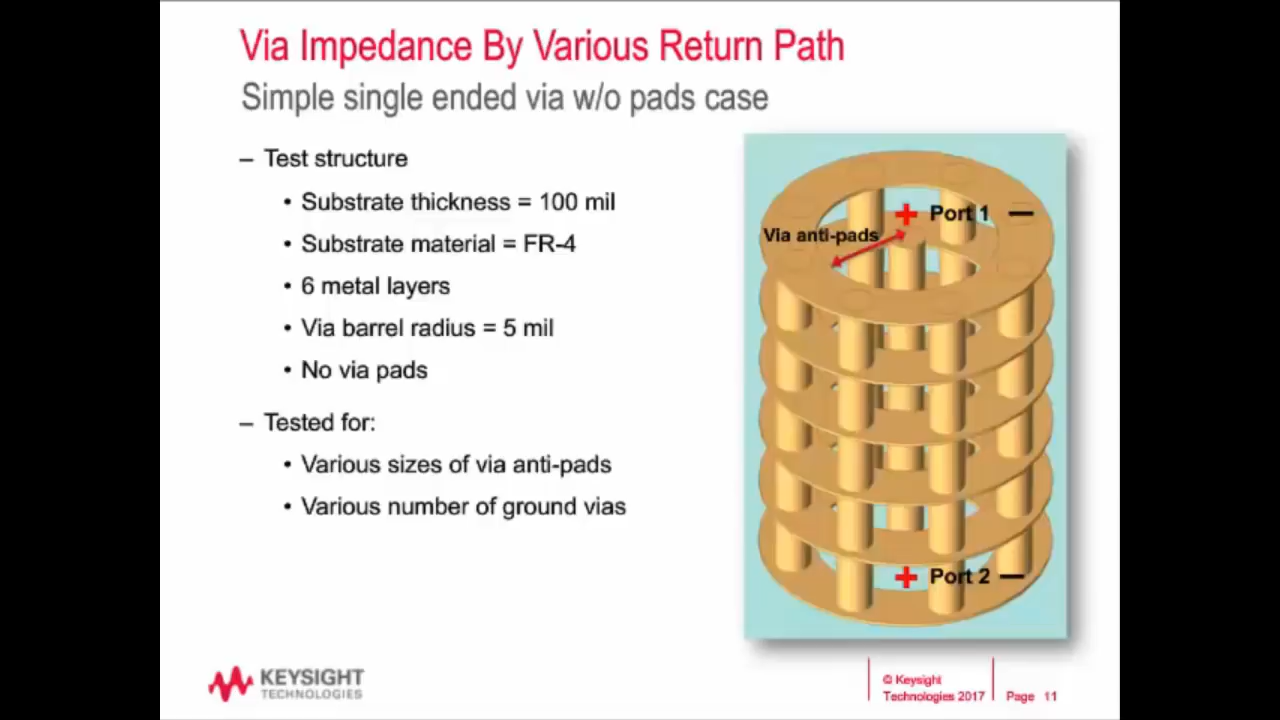 Via Impedance By Various Return Path
Simple single ended via w/o pads case
– Test structure
• Substrate thickness = 100 mil
• Substrate material = FR-4
• 6 metal layers
• Via barrel radius = 5 mil
• No via pads
– Tested for:
• Various sizes of via anti-pads
• Various number of ground vias
+ Port 1 –
Via anti-pads
+ Port 2 –
KEYSIGHT
TECHNOLOGIES
© Keysight
Technologies 2017
Page 11